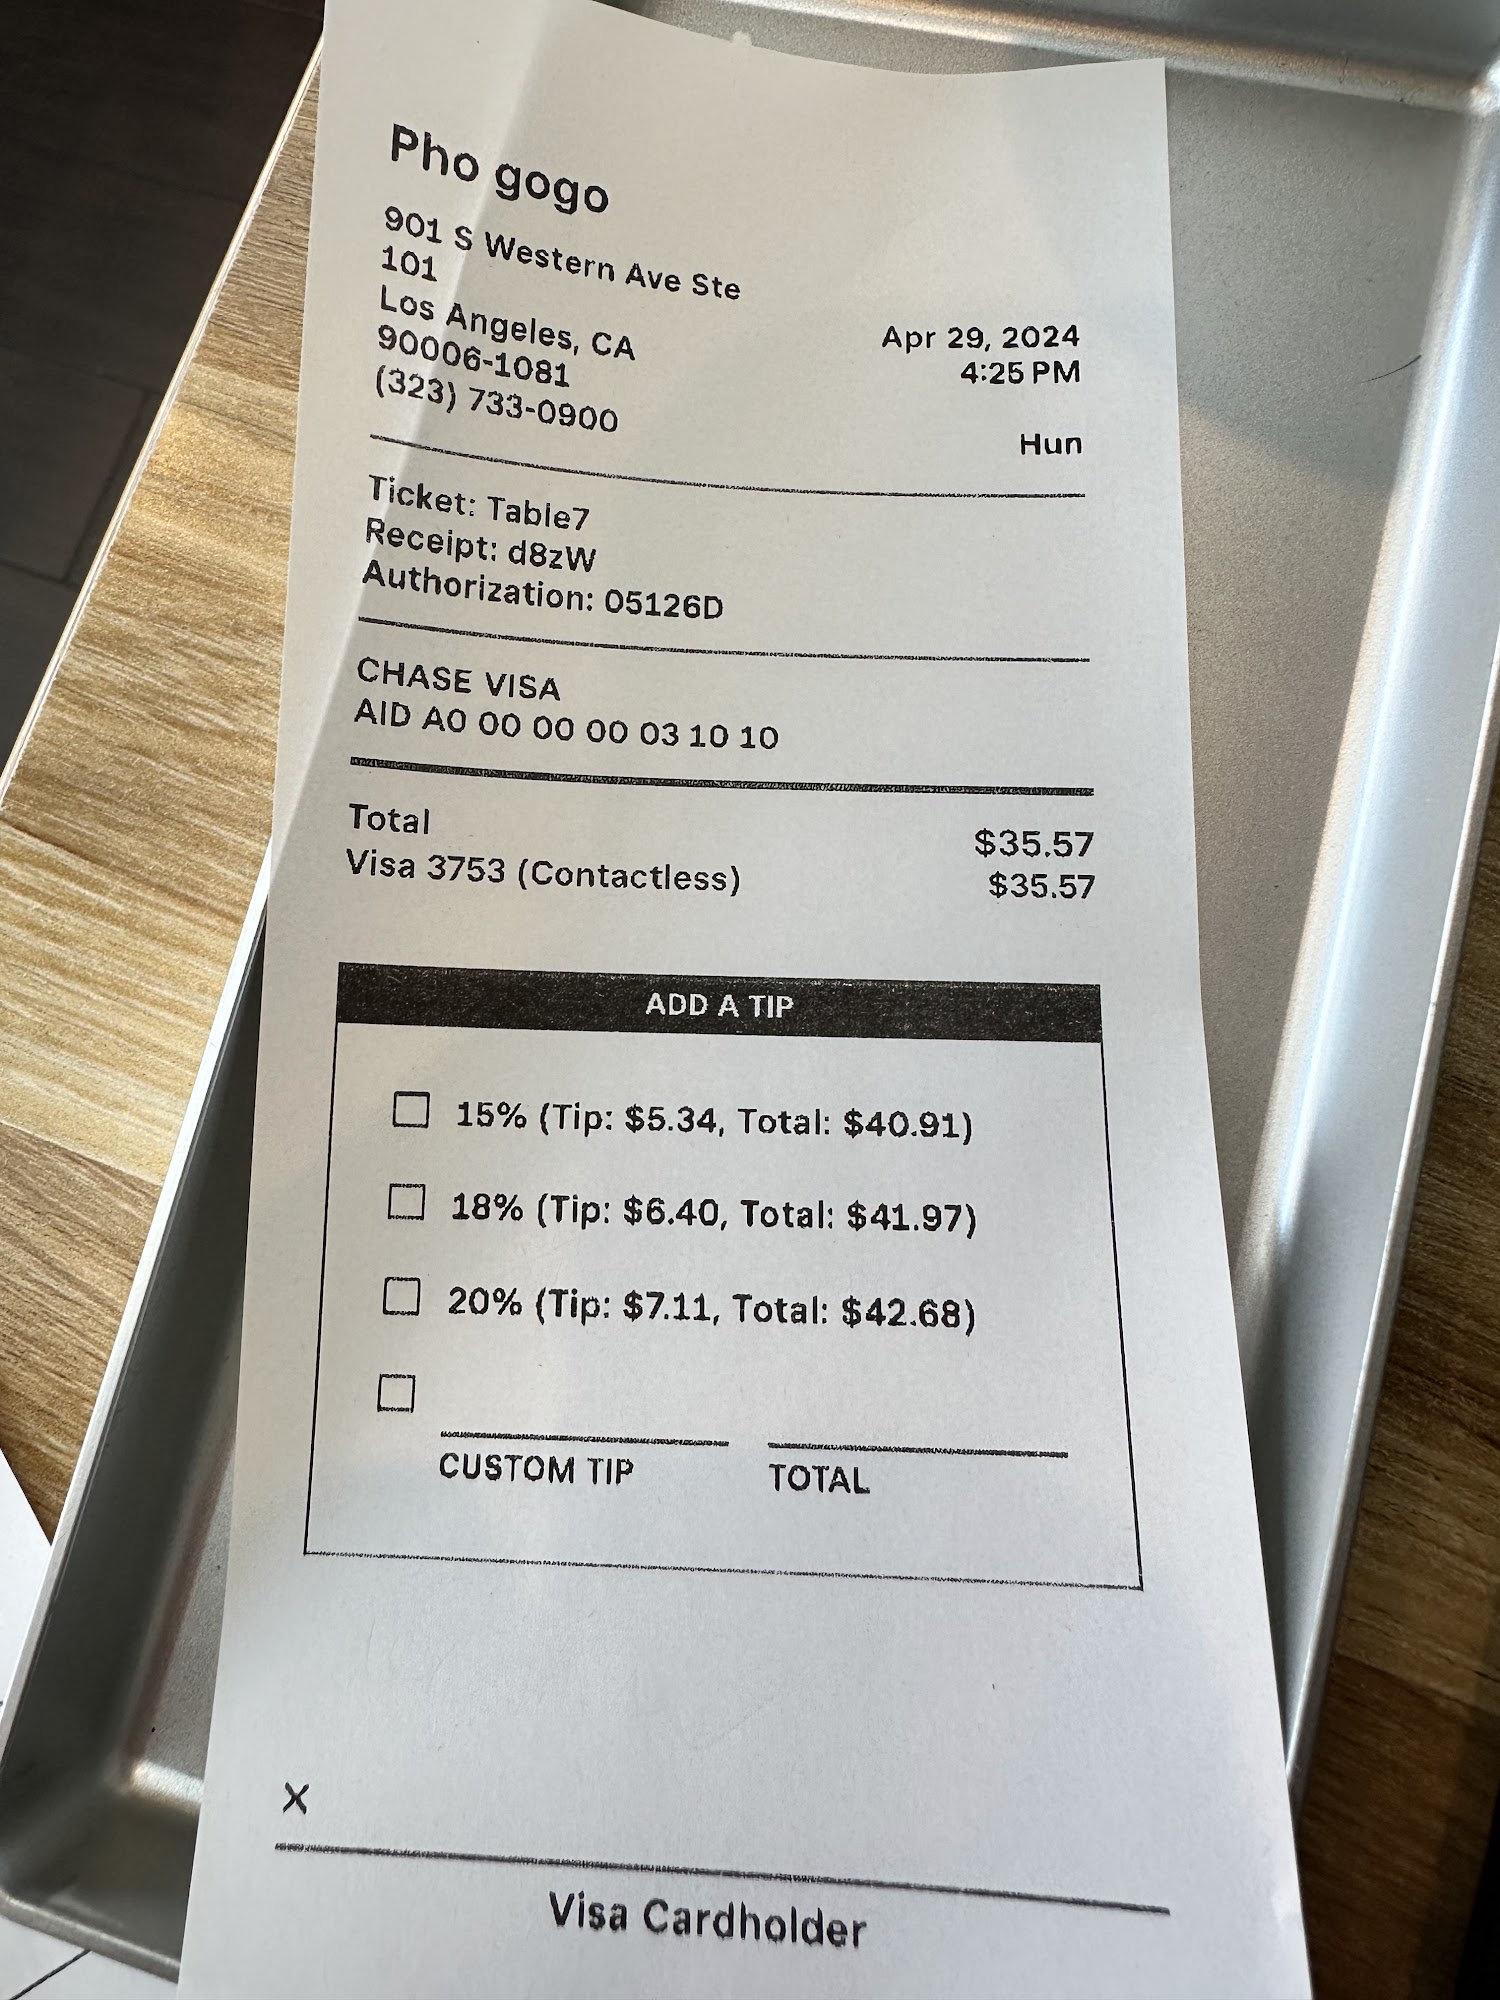 Pho gogo
901 S Western Ave Ste
101
Los Angeles, CA
90006-1081
(323) 733-0900
Apr 29, 2024
4:25 PM
Hun
Ticket: Table7
Receipt: d8zW
Authorization: 05126D
CHASE VISA
AID A0 00 00 00 03 10 10
Total $35.57
Visa 3753 (Contactless) $35.57
ADD A TIP
15% (Tip: $5.34, Total: $40.91)
18% (Tip: $6.40, Total: $41.97)
20% (Tip: $7.11, Total: $42.68)
CUSTOM TIP TOTAL
X
Visa Cardholder